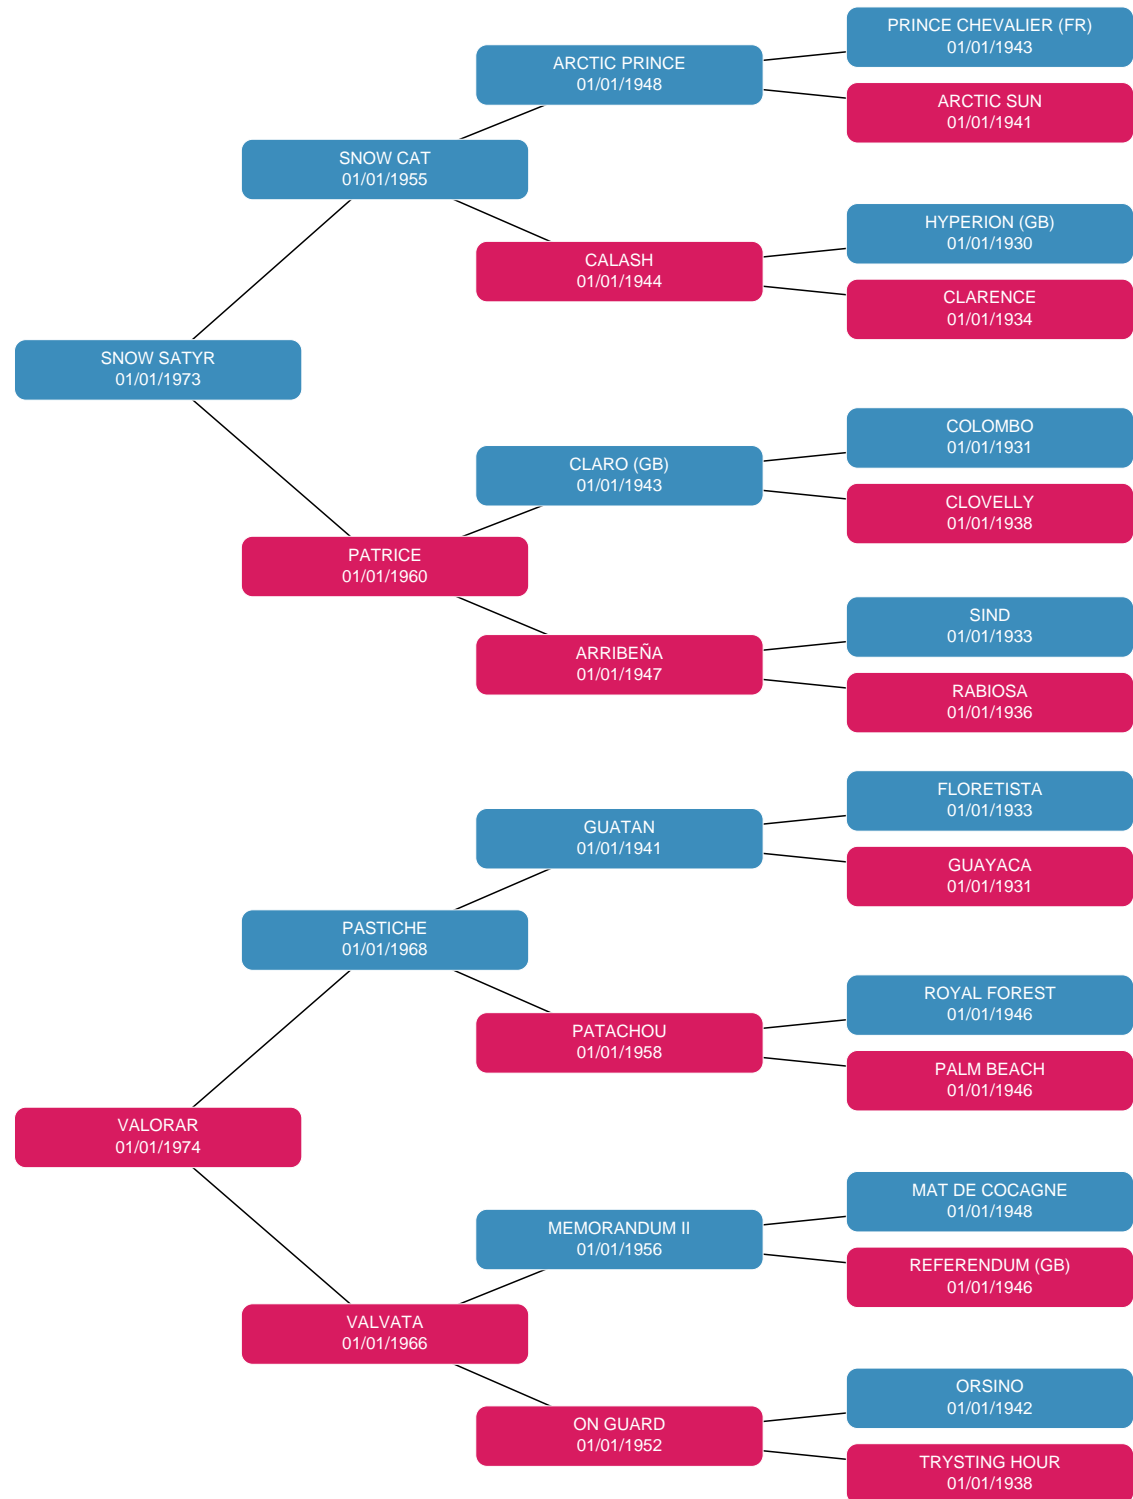 PRINCE CHEVALIER (FR)
01/01/1943
ARCTIC PRINCE
01/01/1948
ARCTIC SUN
01/01/1941
SNOW CAT
01/01/1955
HYPERION (GB)
01/01/1930
CALASH
01/01/1944
CLARENCE
01/01/1934
SNOW SATYR
01/01/1973
COLOMBO
01/01/1931
CLARO (GB)
01/01/1943
CLOVELLY
01/01/1938
PATRICE
01/01/1960
SIND
01/01/1933
ARRIBEÑA
01/01/1947
RABIOSA
01/01/1936
FLORETISTA
01/01/1933
GUATAN
01/01/1941
GUAYACA
01/01/1931
PASTICHE
01/01/1968
ROYAL FOREST
01/01/1946
PATACHOU
01/01/1958
PALM BEACH
01/01/1946
VALORAR
01/01/1974
MAT DE COCAGNE
01/01/1948
MEMORANDUM II
01/01/1956
REFERENDUM (GB)
01/01/1946
VALVATA
01/01/1966
ORSINO
01/01/1942
ON GUARD
01/01/1952
TRYSTING HOUR
01/01/1938